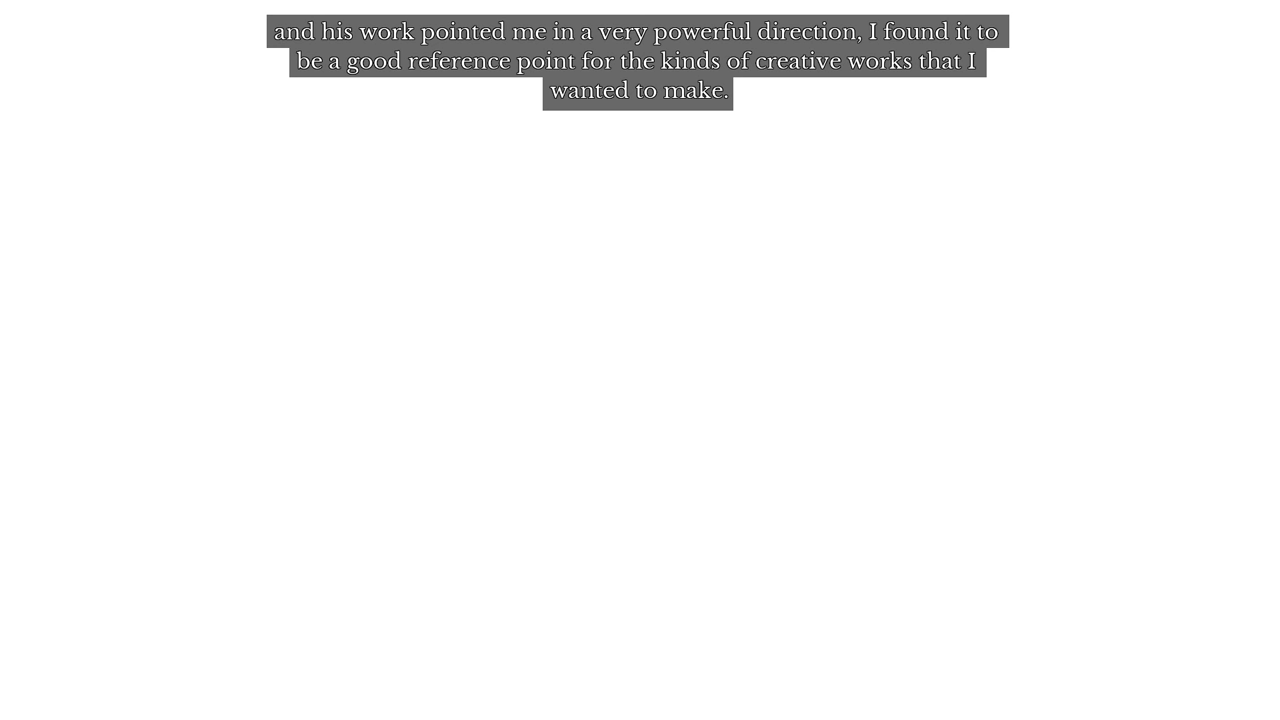 and his work pointed me in a very powerful direction, I found it to
be a good reference point for the kinds of creative works that I
wanted to make.